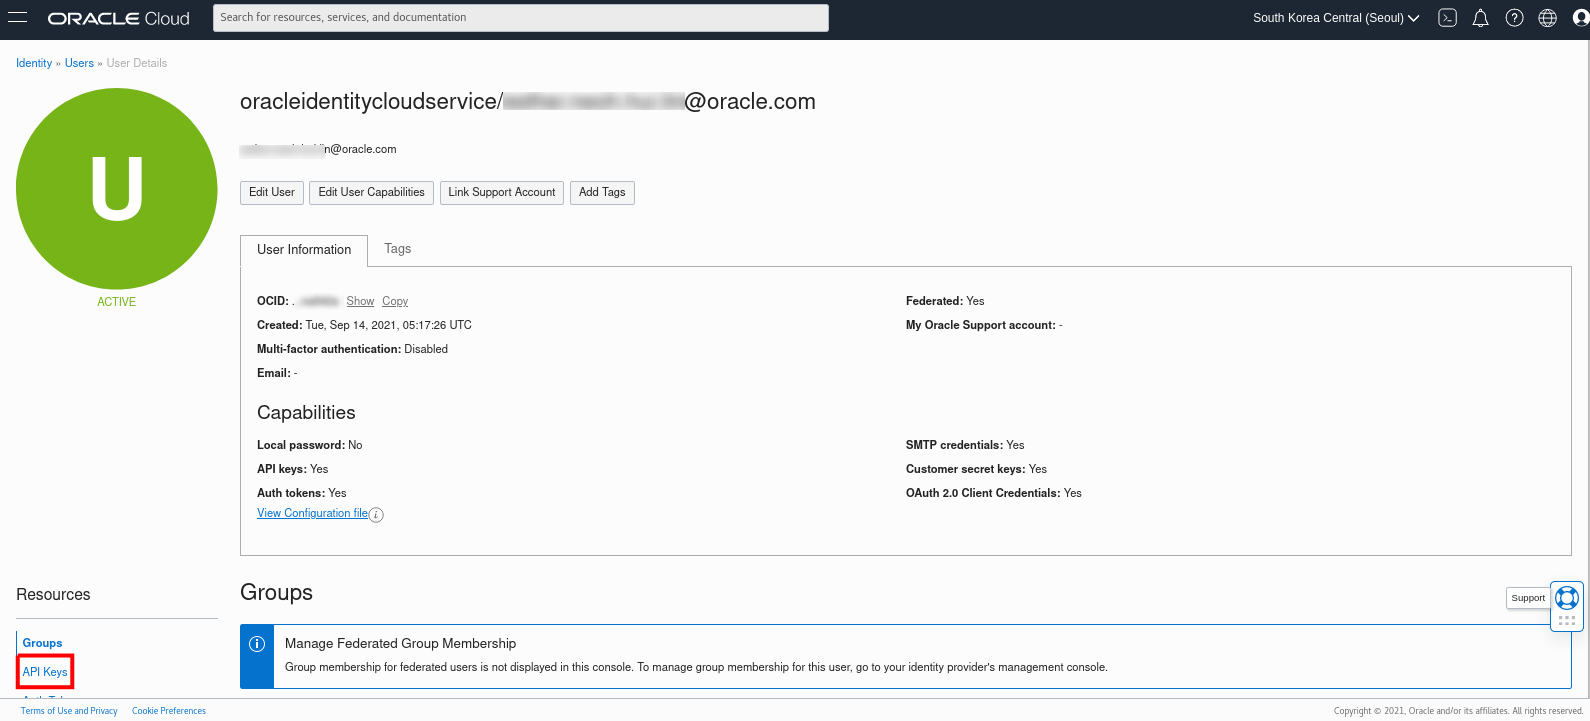 ORACLE Cloud
Search for resources, services, and documentation
South Korea Central (Seoul)
Identity » Users » User Details
oracleidentitycloudservice/ @oracle.com
n@oracle.com
U
ACTIVE
Edit User Edit User Capabilities Link Support Account Add Tags
User Information Tags
OCID: Show Copy
Federated: Yes
Created: Tue, Sep 14, 2021, 05:17:26 UTC
My Oracle Support account: -
Multi-factor authentication: Disabled
Email: -
Capabilities
Local password: No
SMTP credentials: Yes
API keys: Yes
Customer secret keys: Yes
Auth tokens: Yes
OAuth 2.0 Client Credentials: Yes
View Configuration file
Resources
Groups
API Keys
Groups
Support
Manage Federated Group Membership
Group membership for federated users is not displayed in this console. To manage group membership for this user, go to your identity provider's management console.
Terms of Use and Privacy Cookie Preferences
Copyright © 2021, Oracle and/or its affiliates. All rights reserved.